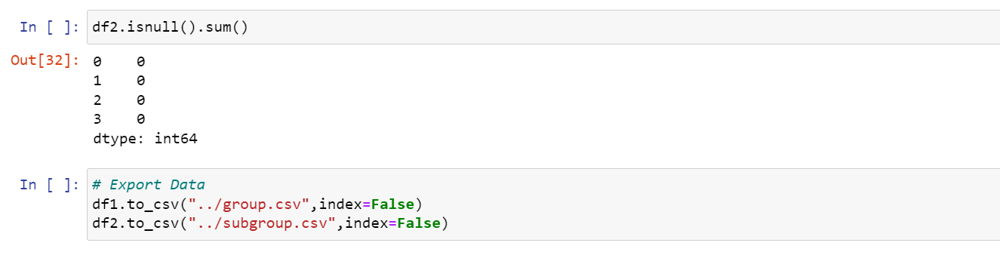 In [ ]: df2.isnull().sum()
Out[32]: 0    0
1    0
2    0
3    0
dtype: int64
In [ ]: # Export Data
df1.to_csv("../group.csv",index=False)
df2.to_csv("../subgroup.csv",index=False)